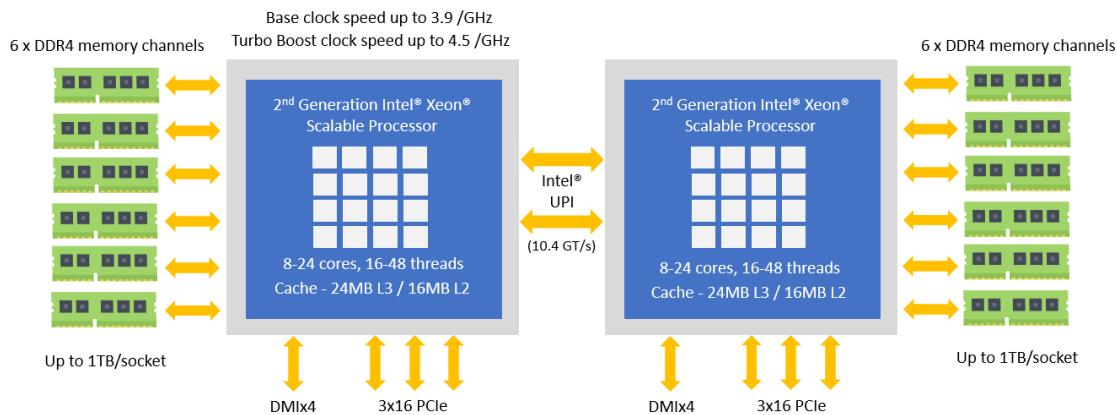 Base clock speed up to 3.9 /GHz
Turbo Boost clock speed up to 4.5 /GHz
6 x DDR4 memory channels
6 x DDR4 memory channels
2nd Generation Intel® Xeon®
Scalable Processor
8-24 cores, 16-48 threads
Cache - 24MB L3 / 16MB L2
Intel®
UPI
(10.4 GT/s)
2nd Generation Intel® Xeon®
Scalable Processor
8-24 cores, 16-48 threads
Cache - 24MB L3 / 16MB L2
Up to 1TB/socket
Up to 1TB/socket
DMIx4
3x16 PCIe
DMIx4
3x16 PCIe